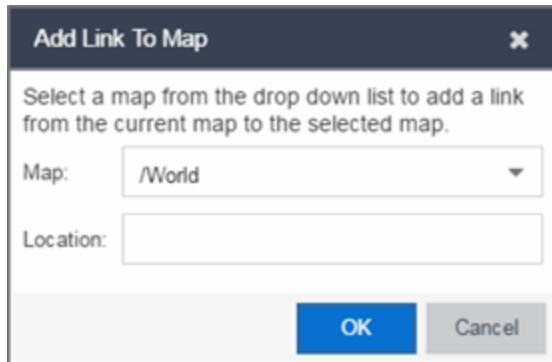 Add Link To Map
Select a map from the drop down list to add a link
from the current map to the selected map.
Map: /World
Location:
OK Cancel